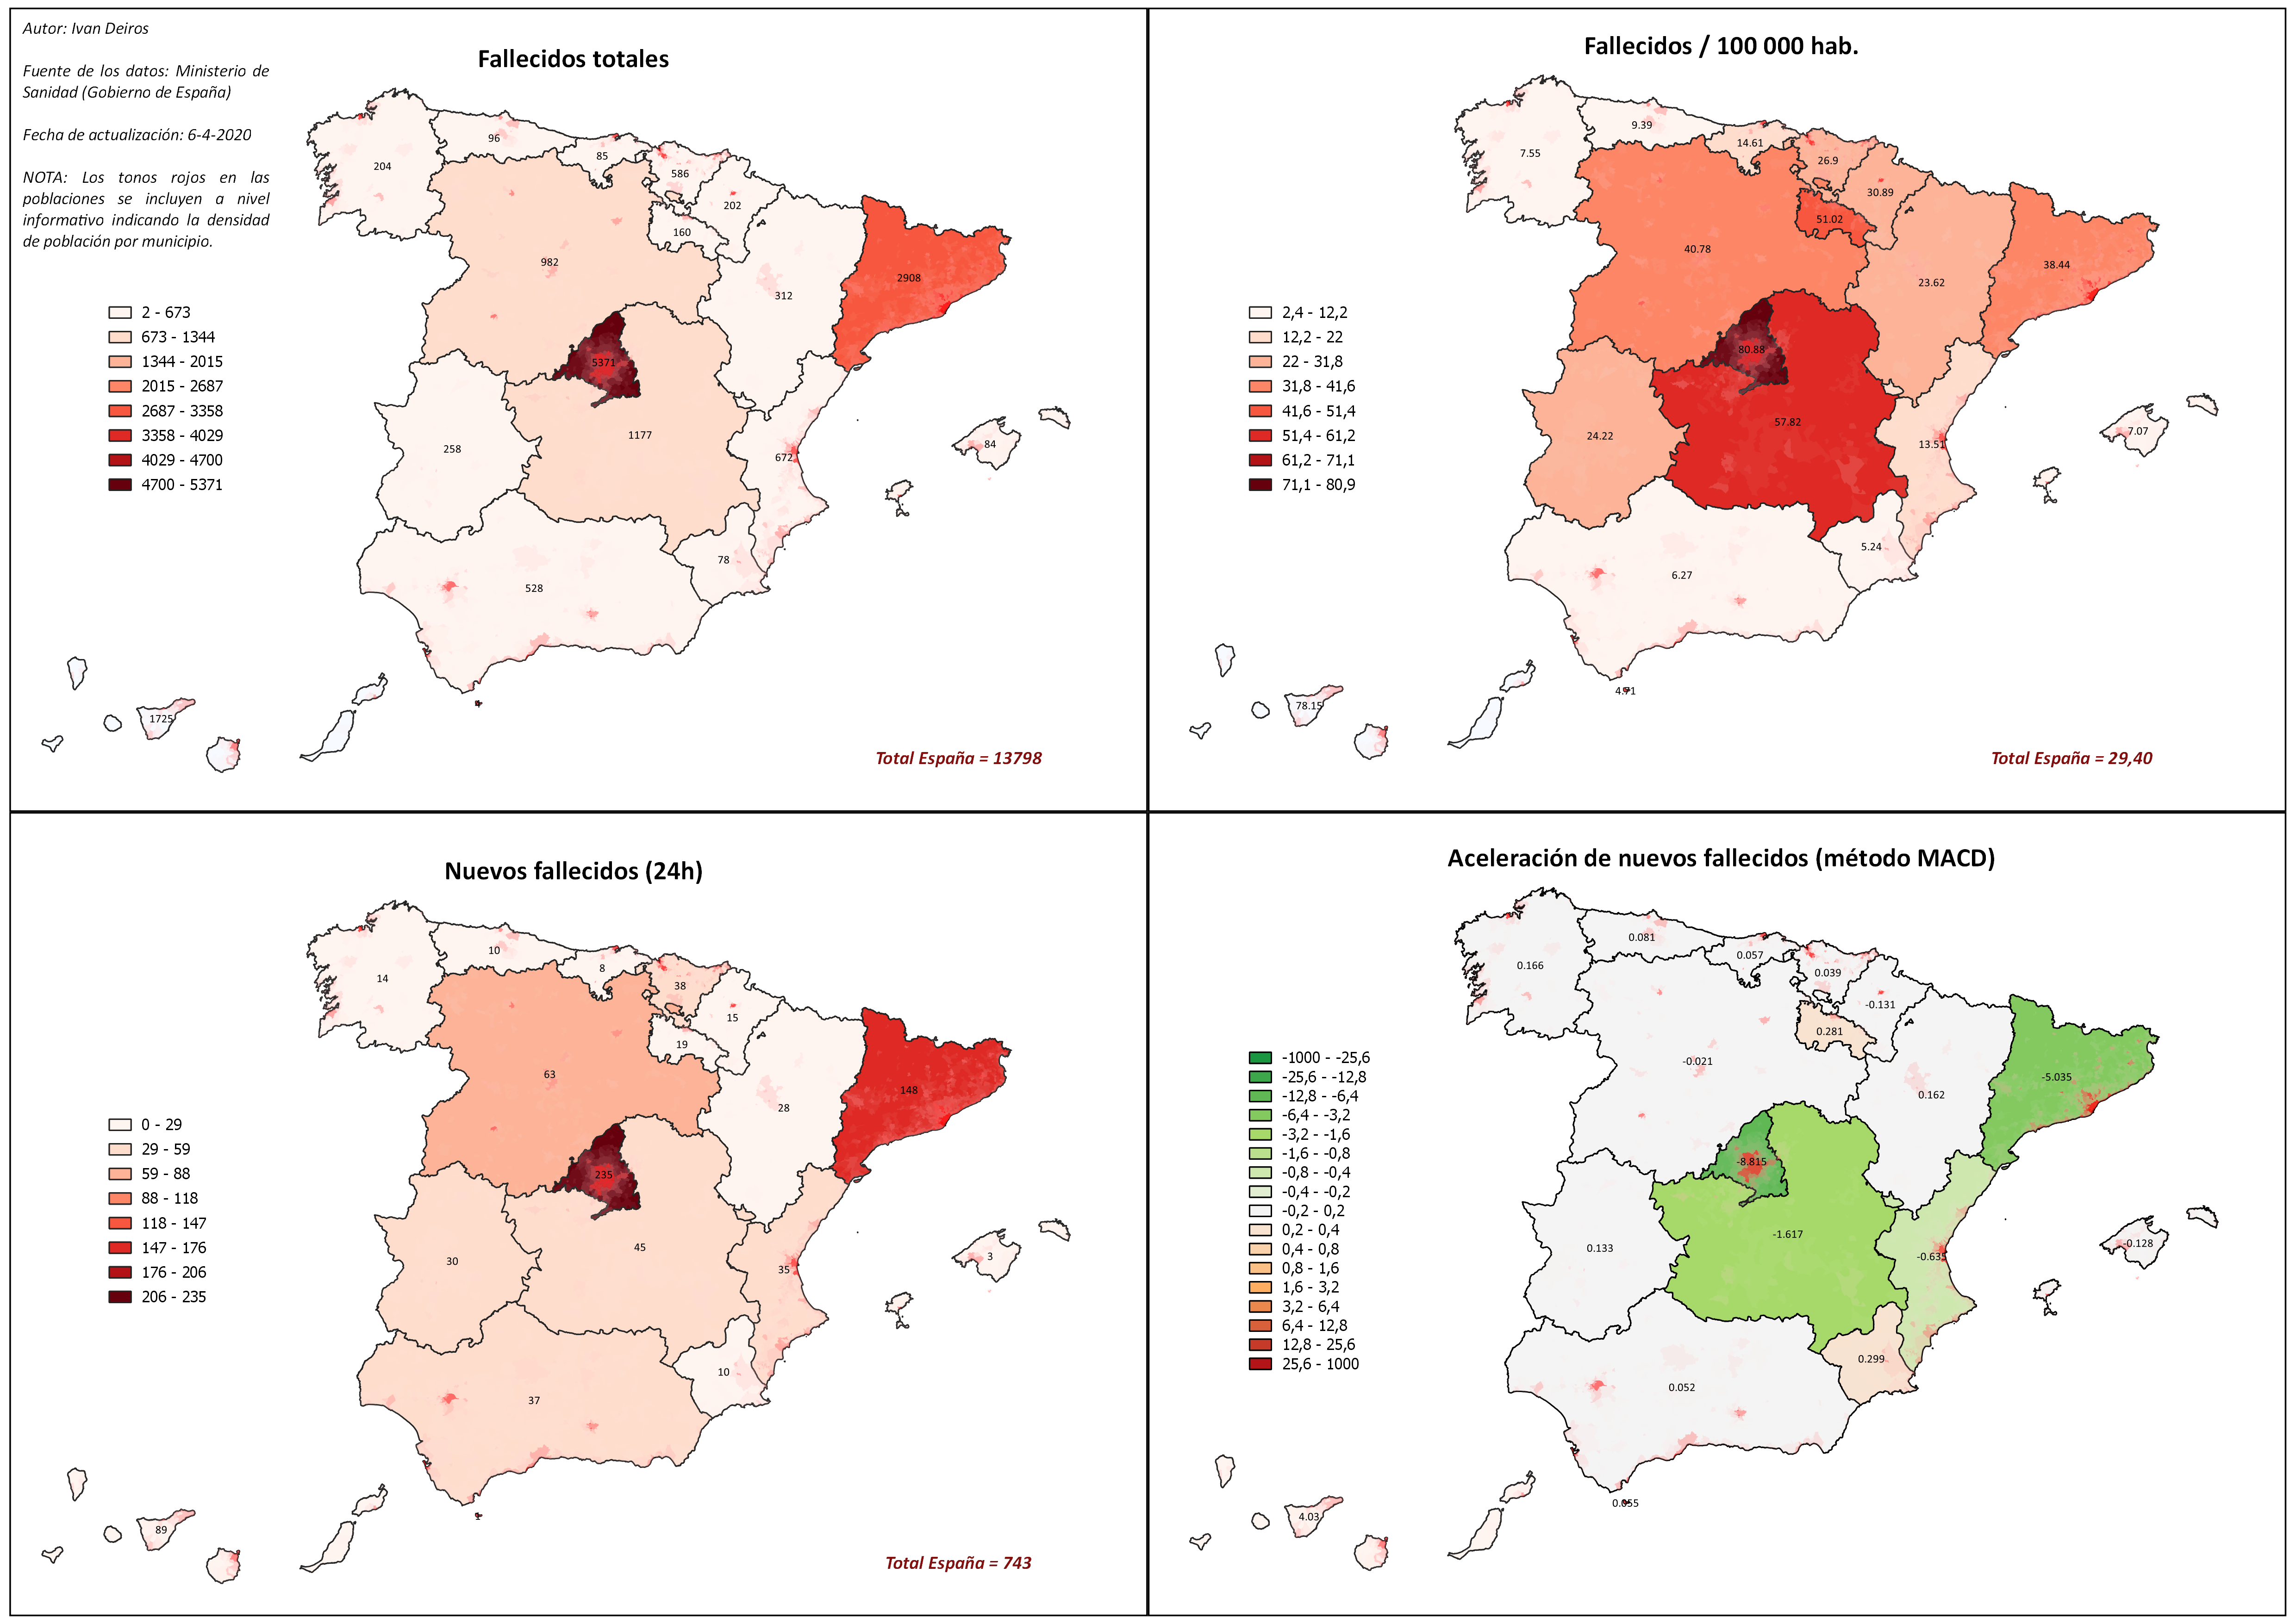 Autor: Ivan Deiros
Fuente de los datos: Ministerio de
Sanidad (Gobierno de España)
Fecha de actualización: 6-4-2020
NOTA: Los tonos rojos en las
poblaciones se incluyen a nivel
informativo indicando la densidad
de población por municipio.
Fallecidos totales
2 - 673
673 - 1344
1344 - 2015
2015 - 2687
2687 - 3358
3358 - 4029
4029 - 4700
4700 - 5371
204
96
85
586
202
160
982
312
2908
5371
1177
258
672
84
78
528
1725
Total España = 13798
Fallecidos / 100 000 hab.
2,4 - 12,2
12,2 - 22
22 - 31,8
31,8 - 41,6
41,6 - 51,4
51,4 - 61,2
61,2 - 71,1
71,1 - 80,9
7.55
9.39
14.61
26.9
30.89
51.02
40.78
23.62
38.44
80.88
57.82
24.22
13.51
7.07
5.24
6.27
4.71
78.15
Total España = 29,40
Nuevos fallecidos (24h)
0 - 29
29 - 59
59 - 88
88 - 118
118 - 147
147 - 176
176 - 206
206 - 235
14
10
8
38
15
19
63
28
148
235
45
30
35
3
10
37
1
89
Total España = 743
Aceleración de nuevos fallecidos (método MACD)
-1000 - -25,6
-25,6 - -12,8
-12,8 - -6,4
-6,4 - -3,2
-3,2 - -1,6
-1,6 - -0,8
-0,8 - -0,4
-0,4 - -0,2
-0,2 - 0,2
0,2 - 0,4
0,4 - 0,8
0,8 - 1,6
1,6 - 3,2
3,2 - 6,4
6,4 - 12,8
12,8 - 25,6
25,6 - 1000
0.166
0.081
0.057
0.039
-0.131
0.281
-0.021
0.162
-5.035
-8.815
-1.617
0.133
-0.635
-0.128
0.299
0.052
0.055
4.03